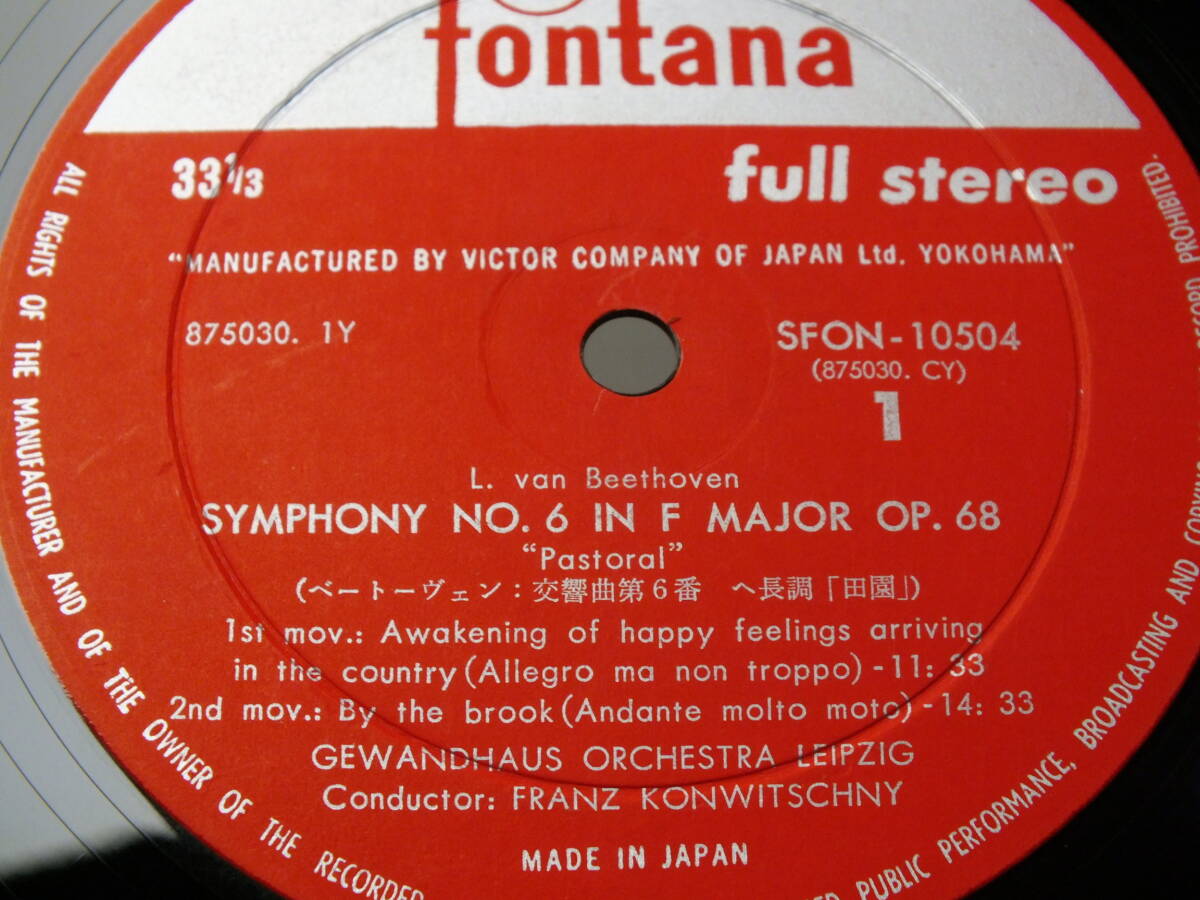 fontana
33 1/3
full stereo
"MANUFACTURED BY VICTOR COMPANY OF JAPAN Ltd. YOKOHAMA"
875030. 1Y
SFON-10504
(875030. CY)
1
L. van Beethoven
SYMPHONY NO. 6 IN F MAJOR OP. 68
"Pastoral"
(ベートーヴェン：交響曲第6番 ヘ長調「田園」)
1st mov.: Awakening of happy feelings arriving
in the country (Allegro ma non troppo) -11: 33
2nd mov.: By the brook (Andante molto moto) -14: 33
GEWANDHAUS ORCHESTRA LEIPZIG
Conductor: FRANZ KONWITSCHNY
MADE IN JAPAN
ALL RIGHTS OF THE MANUFACTURER AND OF THE OWNER OF THE RECORDED
PUBLIC PERFORMANCE, BROADCASTING AND PROHIBITED.